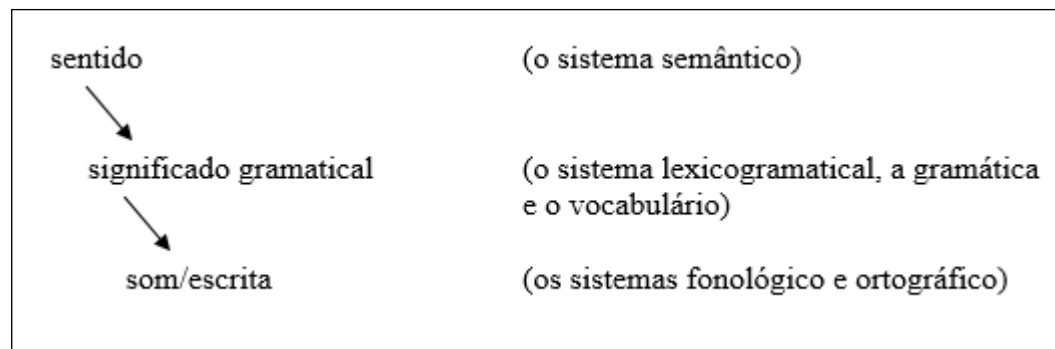 sentido (o sistema semântico)
significado gramatical (o sistema lexicogramatical, a gramática
e o vocabulário)
som/escrita (os sistemas fonológico e ortográfico)